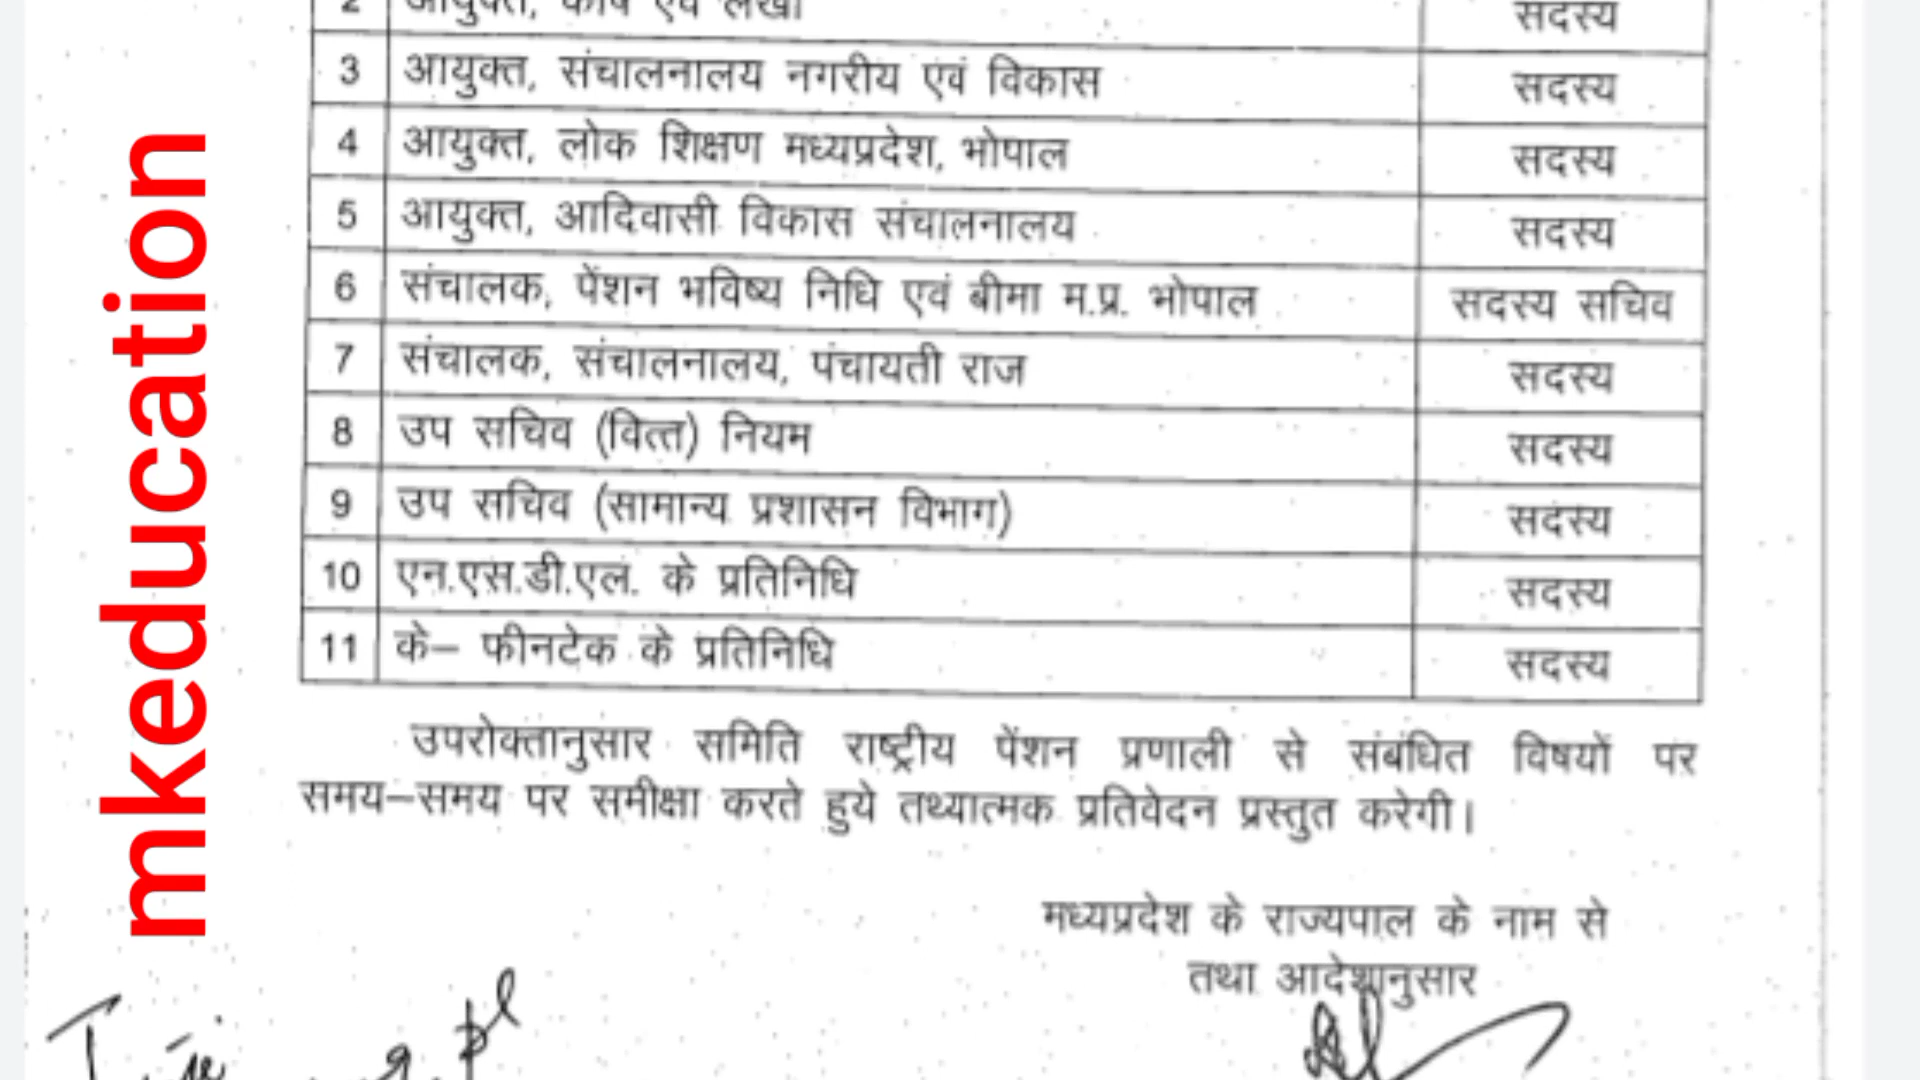 mkeducation
2 आयुक्त, कोष एवं लेखा सदस्य
3 आयुक्त, संचालनालय नगरीय एवं विकास सदस्य
4 आयुक्त, लोक शिक्षण मध्यप्रदेश, भोपाल सदस्य
5 आयुक्त, आदिवासी विकास संचालनालय सदस्य
6 संचालक, पेंशन भविष्य निधि एवं बीमा म.प्र. भोपाल सदस्य सचिव
7 संचालक, संचालनालय, पंचायती राज सदस्य
8 उप सचिव (वित्त) नियम सदस्य
9 उप सचिव (सामान्य प्रशासन विभाग) सदस्य
10 एन.एस.डी.एल. के प्रतिनिधि सदस्य
11 के– फीनटेक के प्रतिनिधि सदस्य
उपरोक्तानुसार समिति राष्ट्रीय पेंशन प्रणाली से संबंधित विषयों पर
समय–समय पर समीक्षा करते हुये तथ्यात्मक प्रतिवेदन प्रस्तुत करेगी।
मध्यप्रदेश के राज्यपाल के नाम से
तथा आदेशानुसार